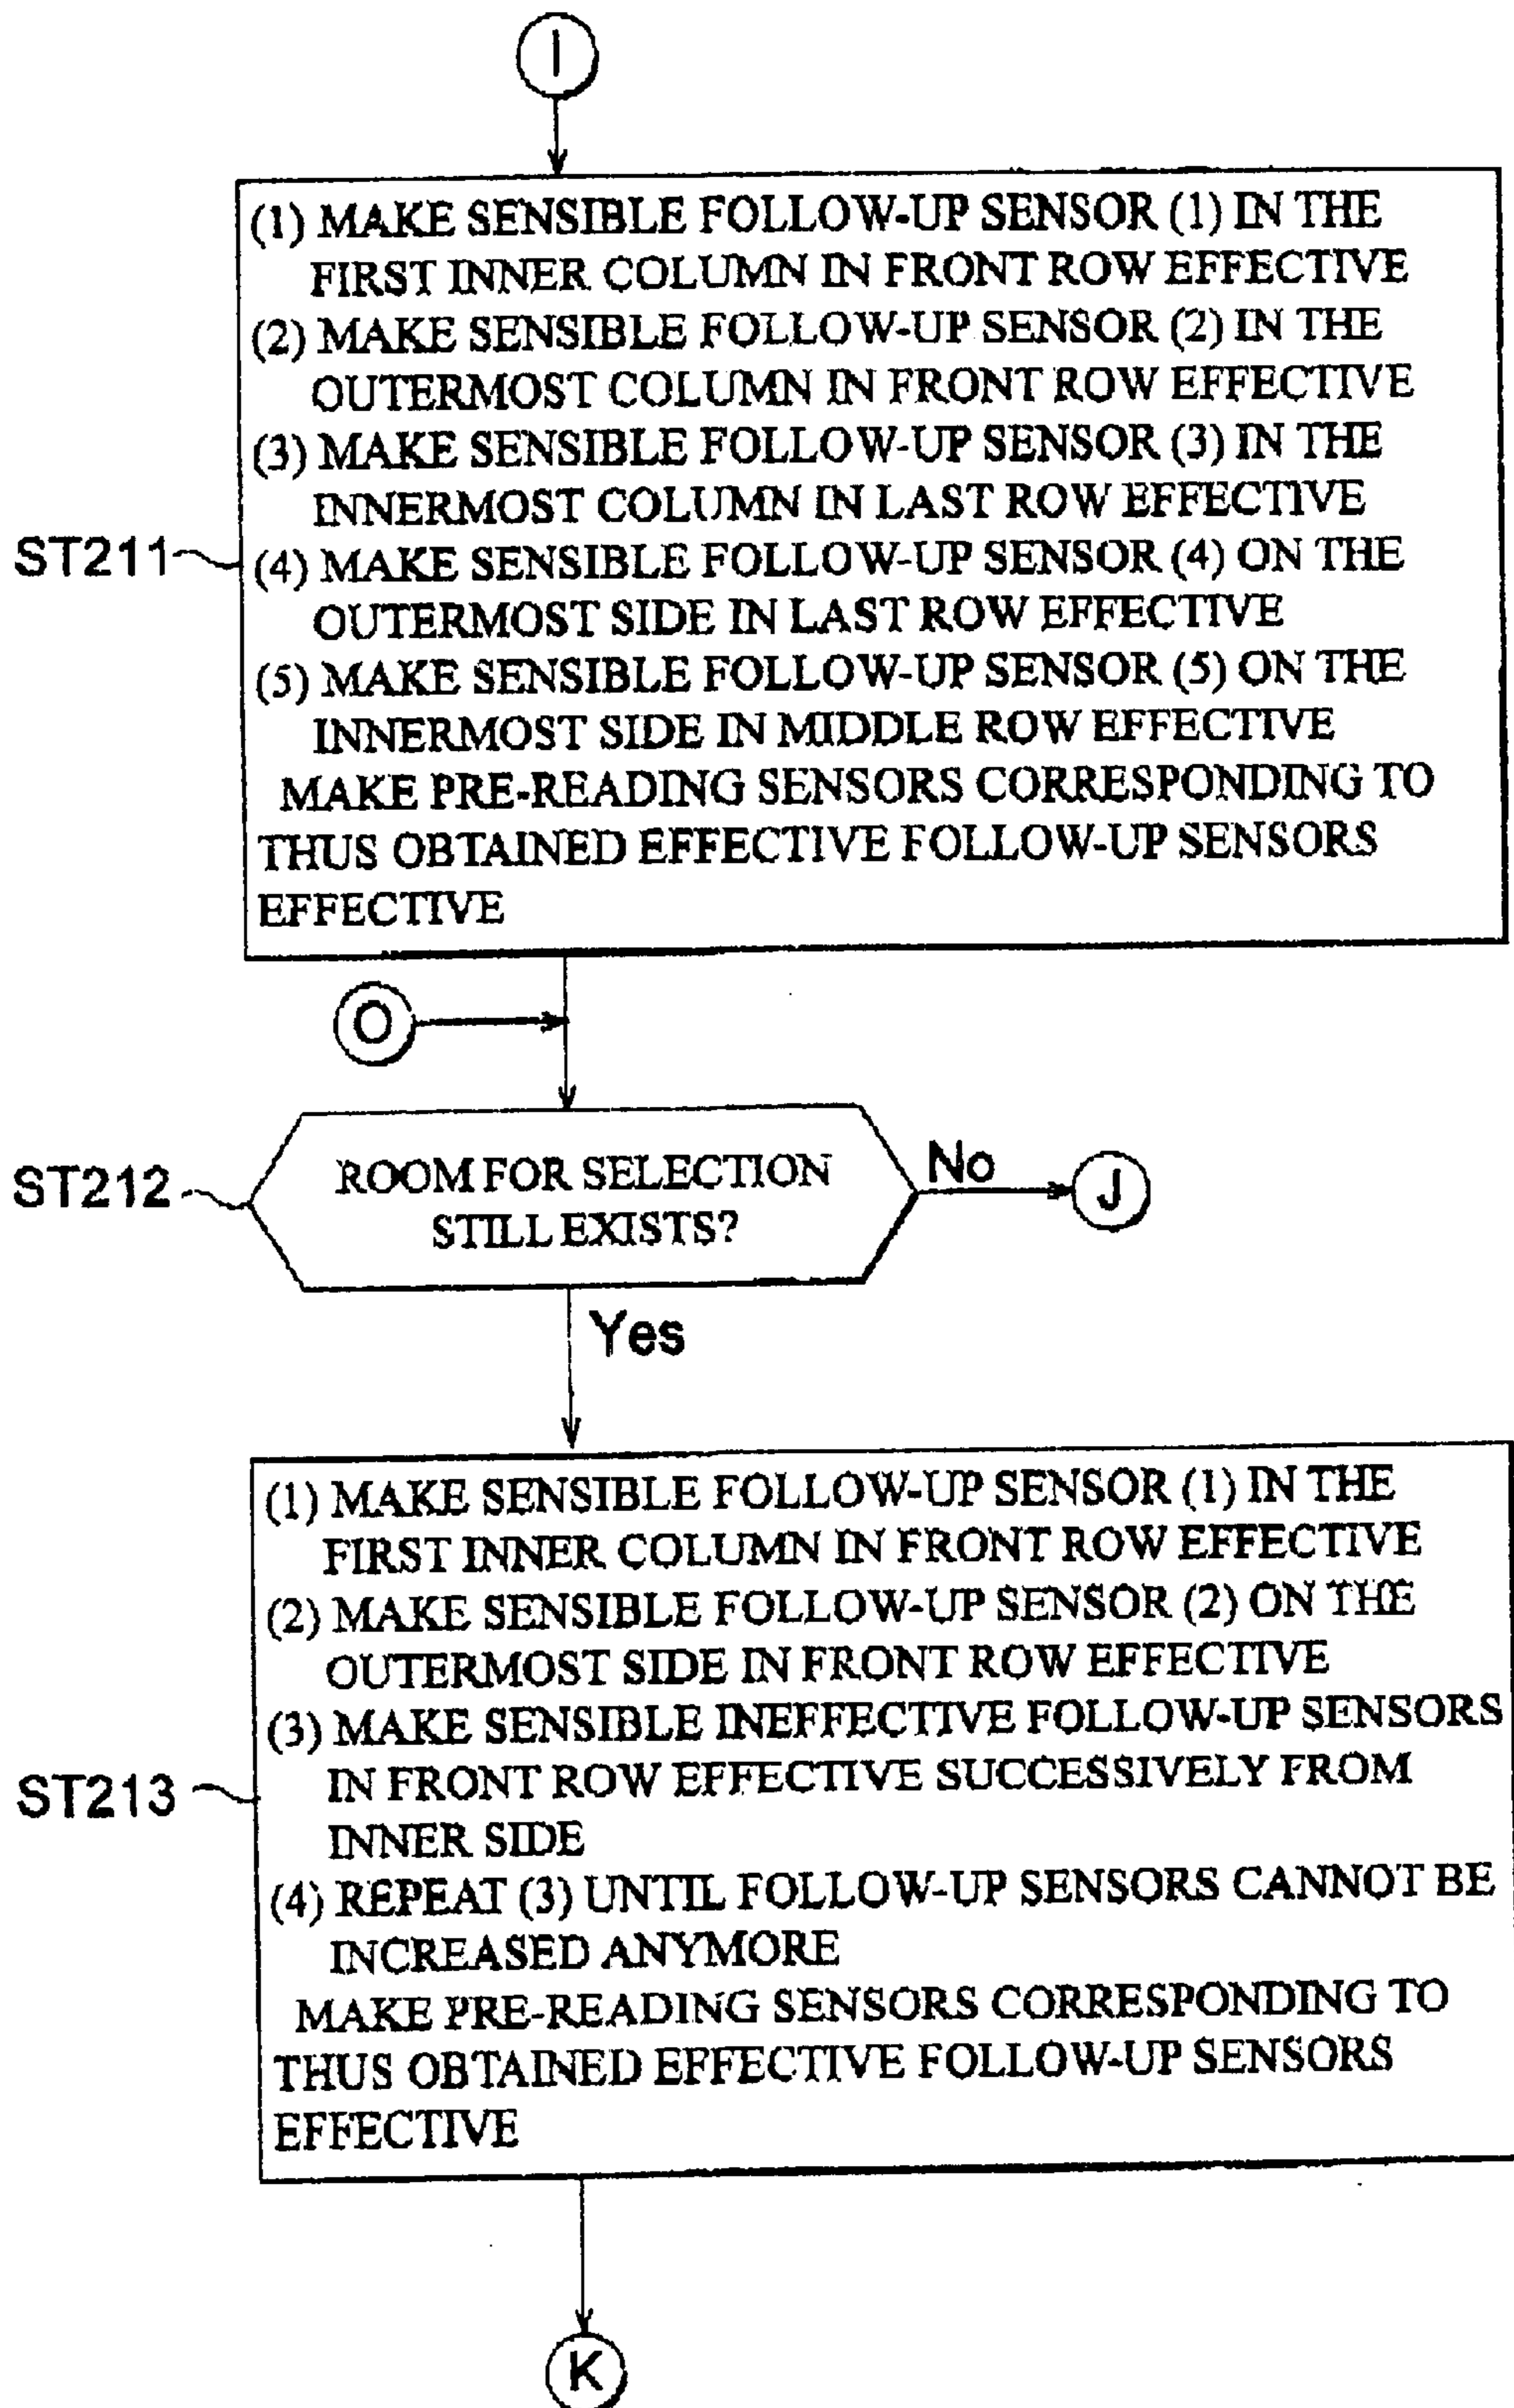 I
(1) MAKE SENSIBLE FOLLOW-UP SENSOR (1) IN THE
FIRST INNER COLUMN IN FRONT ROW EFFECTIVE
(2) MAKE SENSIBLE FOLLOW-UP SENSOR (2) IN THE
OUTERMOST COLUMN IN FRONT ROW EFFECTIVE
(3) MAKE SENSIBLE FOLLOW-UP SENSOR (3) IN THE
INNERMOST COLUMN IN LAST ROW EFFECTIVE
ST211
(4) MAKE SENSIBLE FOLLOW-UP SENSOR (4) ON THE
OUTERMOST SIDE IN LAST ROW EFFECTIVE
(5) MAKE SENSIBLE FOLLOW-UP SENSOR (5) ON THE
INNERMOST SIDE IN MIDDLE ROW EFFECTIVE
MAKE PRE-READING SENSORS CORRESPONDING TO
THUS OBTAINED EFFECTIVE FOLLOW-UP SENSORS
EFFECTIVE
O
ST212
ROOM FOR SELECTION
STILL EXISTS?
No
J
Yes
(1) MAKE SENSIBLE FOLLOW-UP SENSOR (1) IN THE
FIRST INNER COLUMN IN FRONT ROW EFFECTIVE
(2) MAKE SENSIBLE FOLLOW-UP SENSOR (2) ON THE
OUTERMOST SIDE IN FRONT ROW EFFECTIVE
(3) MAKE SENSIBLE INEFFECTIVE FOLLOW-UP SENSORS
ST213
IN FRONT ROW EFFECTIVE SUCCESSIVELY FROM
INNER SIDE
(4) REPEAT (3) UNTIL FOLLOW-UP SENSORS CANNOT BE
INCREASED ANYMORE
MAKE PRE-READING SENSORS CORRESPONDING TO
THUS OBTAINED EFFECTIVE FOLLOW-UP SENSORS
EFFECTIVE
K